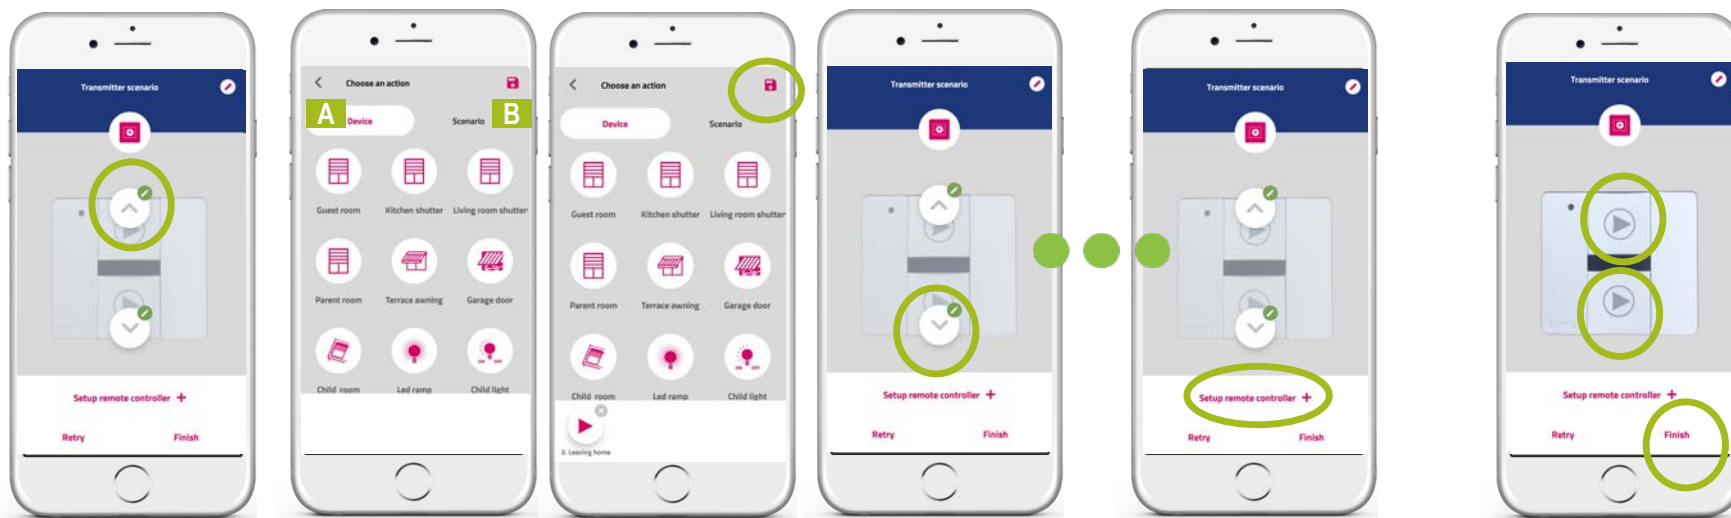 Transmitter scenario
Setup remote controller +
Retry Finish
Choose an action
A Device Scenario B
Guest room Kitchen shutter Living room shutter
Parent room Terrace awning Garage door
Child room Led ramp Child light
Choose an action
Device Scenario
Guest room Kitchen shutter Living room shutter
Parent room Terrace awning Garage door
Child room Led ramp Child light
3. Leaving home
Transmitter scenario
Setup remote controller +
Retry Finish
Transmitter scenario
Setup remote controller +
Retry Finish
Transmitter scenario
Setup remote controller +
Retry Finish